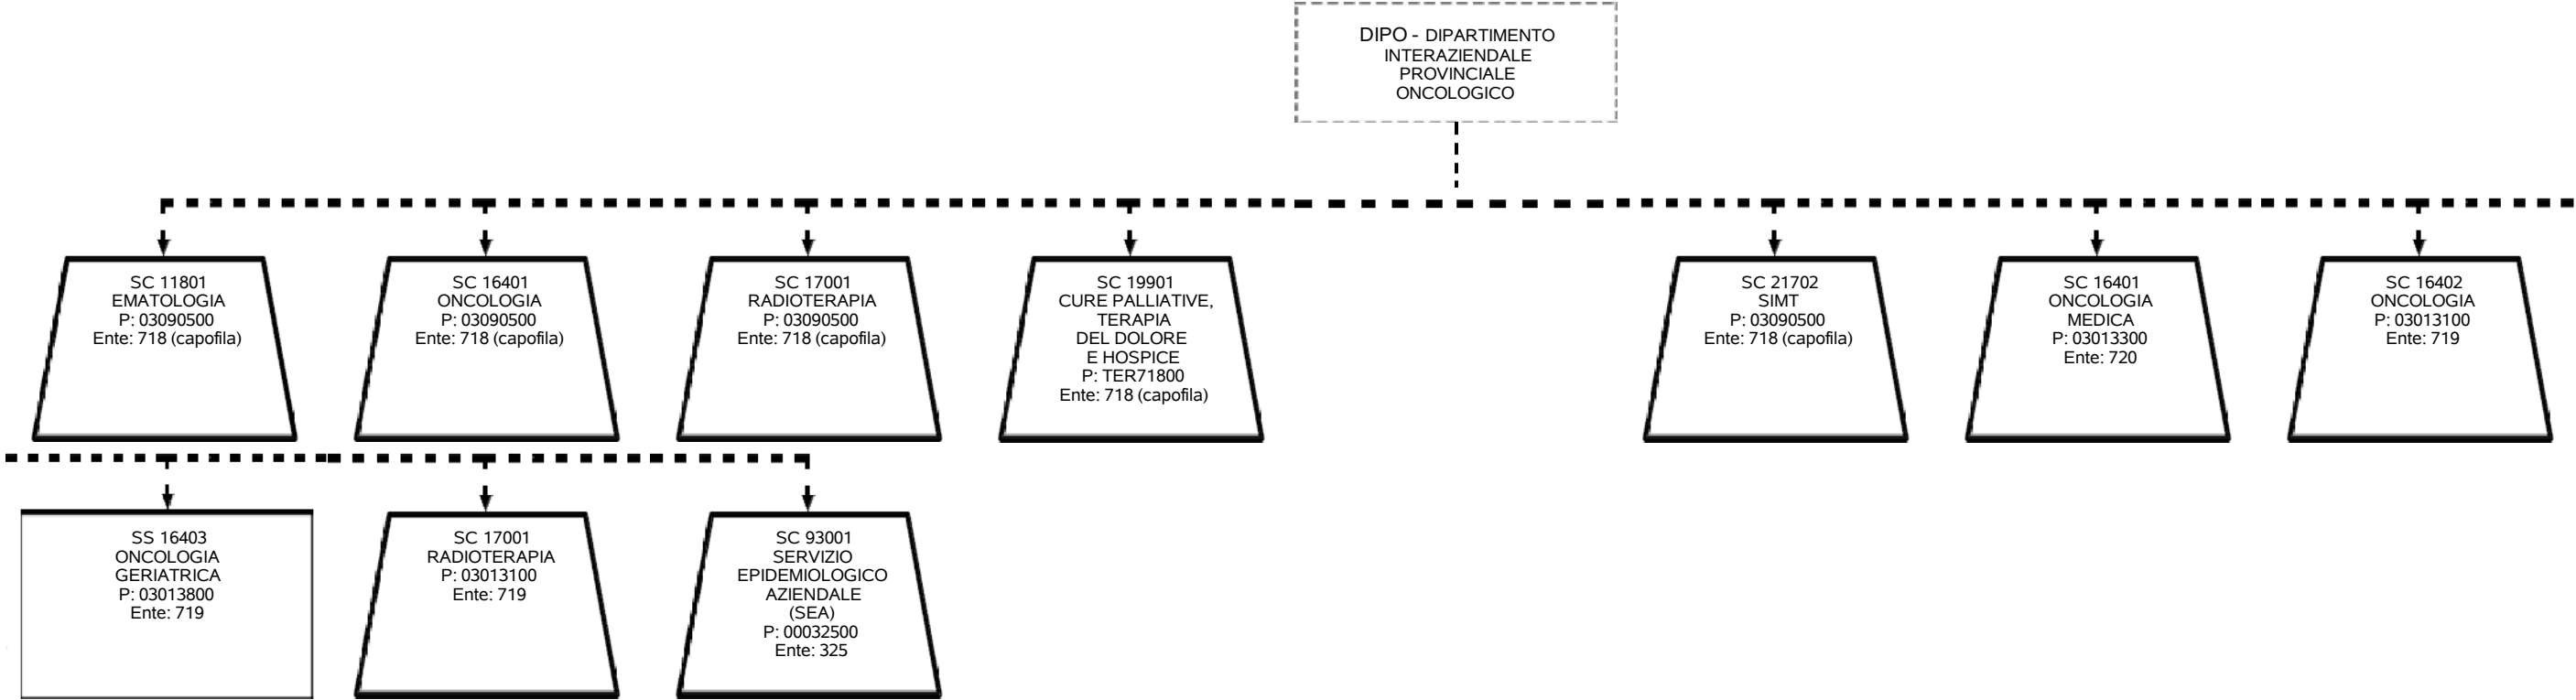 DIPO - DIPARTIMENTO
INTERAZIENDALE
PROVINCIALE
ONCOLOGICO
SC 11801
EMATOLOGIA
P: 03090500
Ente: 718 (capofila)
SC 16401
ONCOLOGIA
P: 03090500
Ente: 718 (capofila)
SC 17001
RADIOTERAPIA
P: 03090500
Ente: 718 (capofila)
SC 19901
CURE PALLIATIVE,
TERAPIA
DEL DOLORE
E HOSPICE
P: TER71800
Ente: 718 (capofila)
SC 21702
SIMT
P: 03090500
Ente: 718 (capofila)
SC 16401
ONCOLOGIA
MEDICA
P: 03013300
Ente: 720
SC 16402
ONCOLOGIA
P: 03013100
Ente: 719
SS 16403
ONCOLOGIA
GERIATRICA
P: 03013800
Ente: 719
SC 17001
RADIOTERAPIA
P: 03013100
Ente: 719
SC 93001
SERVIZIO
EPIDEMIOLOGICO
AZIENDALE
(SEA)
P: 00032500
Ente: 325